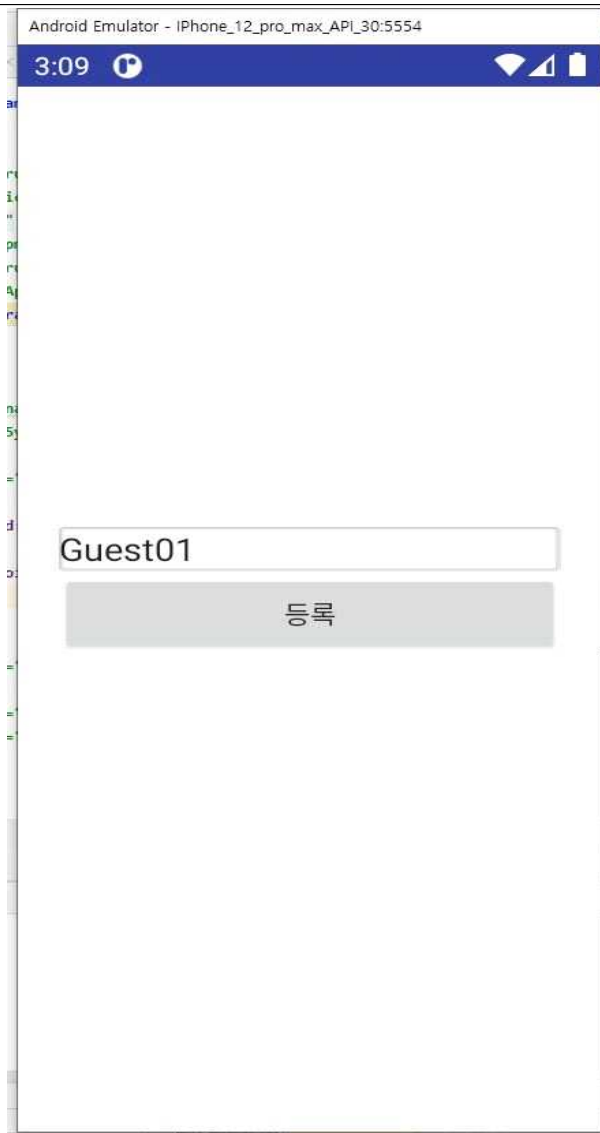 Android Emulator - IPhone_12_pro_max_API_30:5554
3:09
Guest01
등록